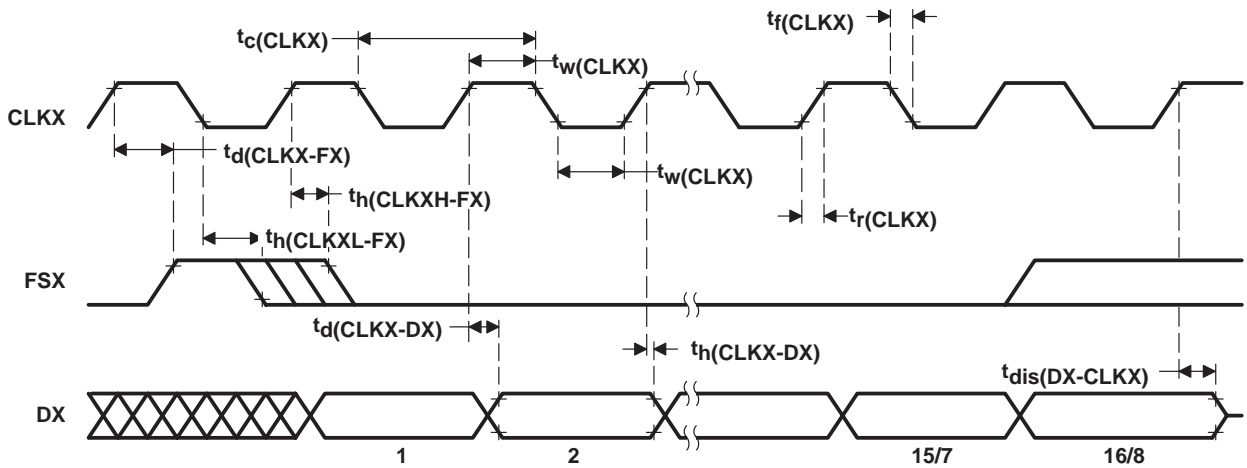 tc(CLKX)
tf(CLKX)
tw(CLKX)
CLKX
td(CLKX-FX)
tw(CLKX)
th(CLKXH-FX)
tr(CLKX)
th(CLKXL-FX)
FSX
td(CLKX-DX)
th(CLKX-DX)
tdis(DX-CLKX)
DX
1 2 15/7 16/8